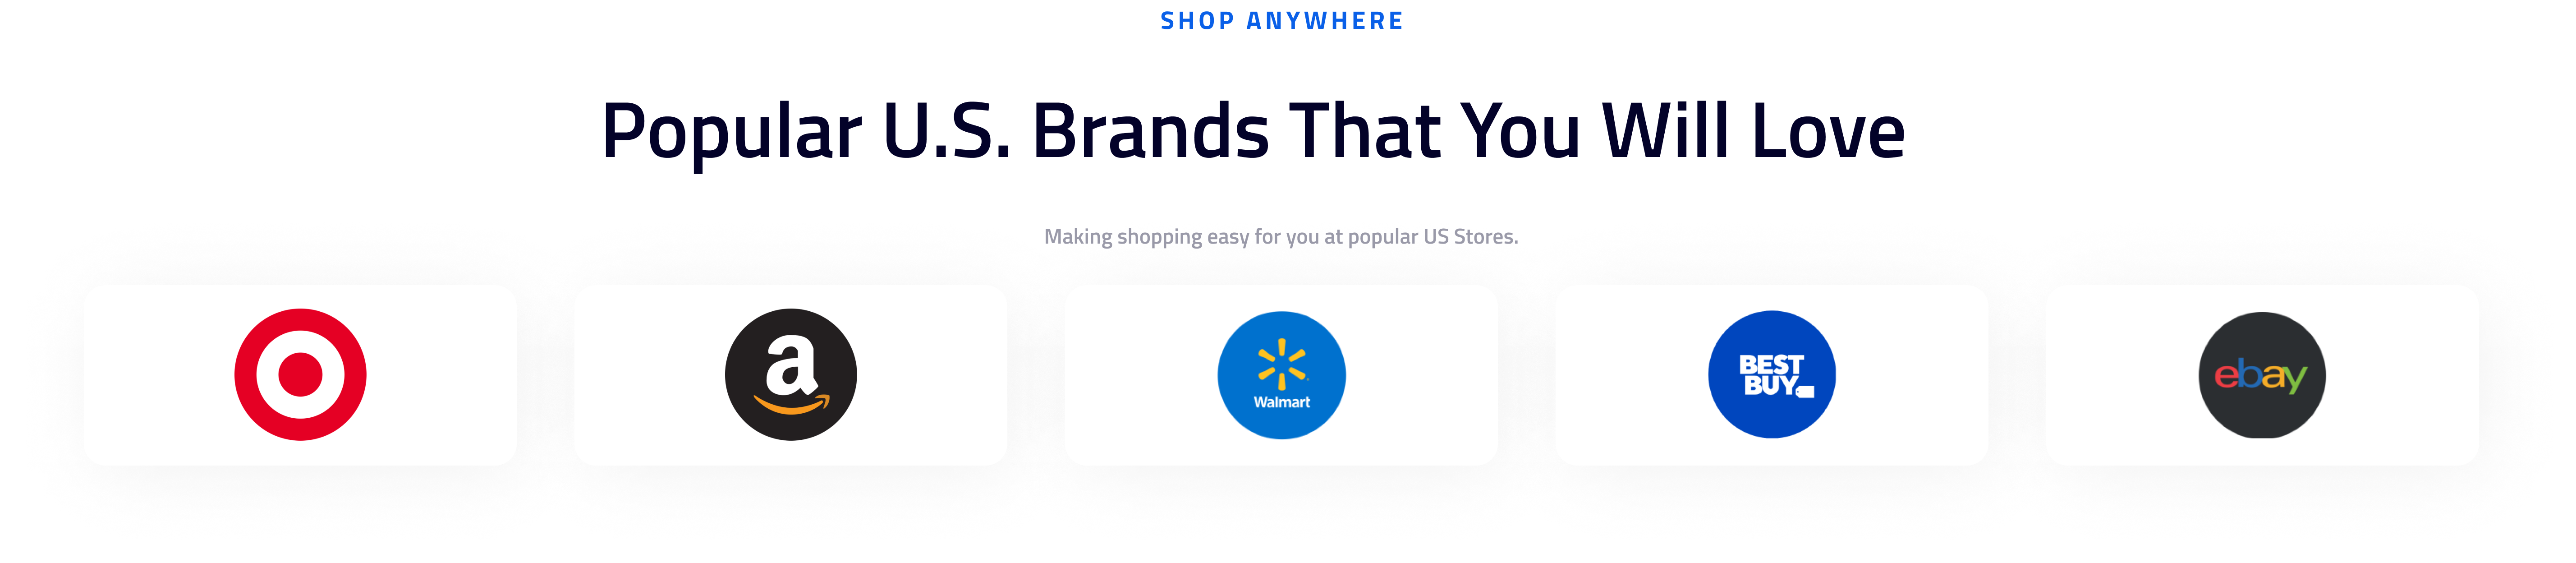 SHOP ANYWHERE
Popular U.S. Brands That You Will Love
Making shopping easy for you at popular US Stores.
a
Walmart
BEST
BUY
ebay